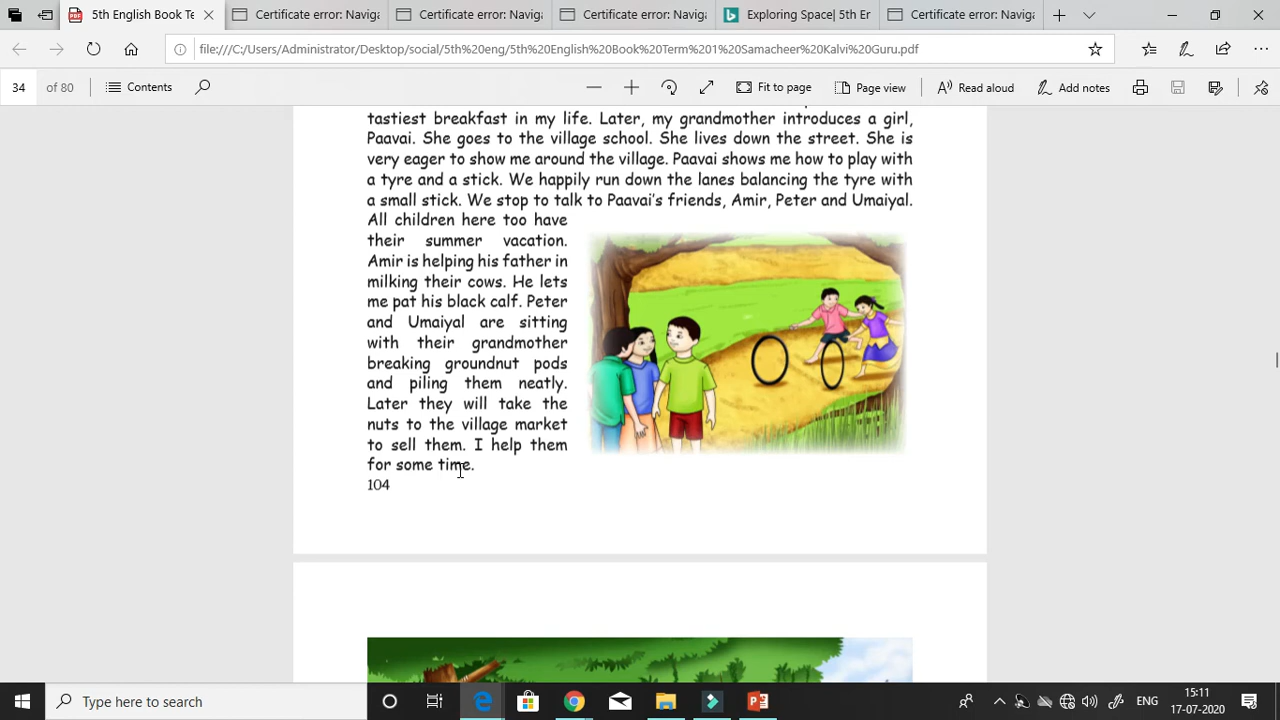 5th English Book Te
Certificate error: Naviga
Certificate error: Naviga
Certificate error: Naviga
Exploring Space| 5th Er
Certificate error: Naviga
file:///C:/Users/Administrator/Desktop/social/5th%20eng/5th%20English%20Book%20Term%201%20Samacheer%20Kalvi%20Guru.pdf
34 of 80 Contents Fit to page Page view Read aloud Add notes
tastiest breakfast in my life. Later, my grandmother introduces a girl,
Paavai. She goes to the village school. She lives down the street. She is
very eager to show me around the village. Paavai shows me how to play with
a tyre and a stick. We happily run down the lanes balancing the tyre with
a small stick. We stop to talk to Paavai's friends, Amir, Peter and Umaiyal.
All children here too have
their summer vacation.
Amir is helping his father in
milking their cows. He lets
me pat his black calf. Peter
and Umaiyal are sitting
with their grandmother
breaking groundnut pods
and piling them neatly.
Later they will take the
nuts to the village market
to sell them. I help them
for some time.
104
Type here to search
ENG
15:11
17-07-2020